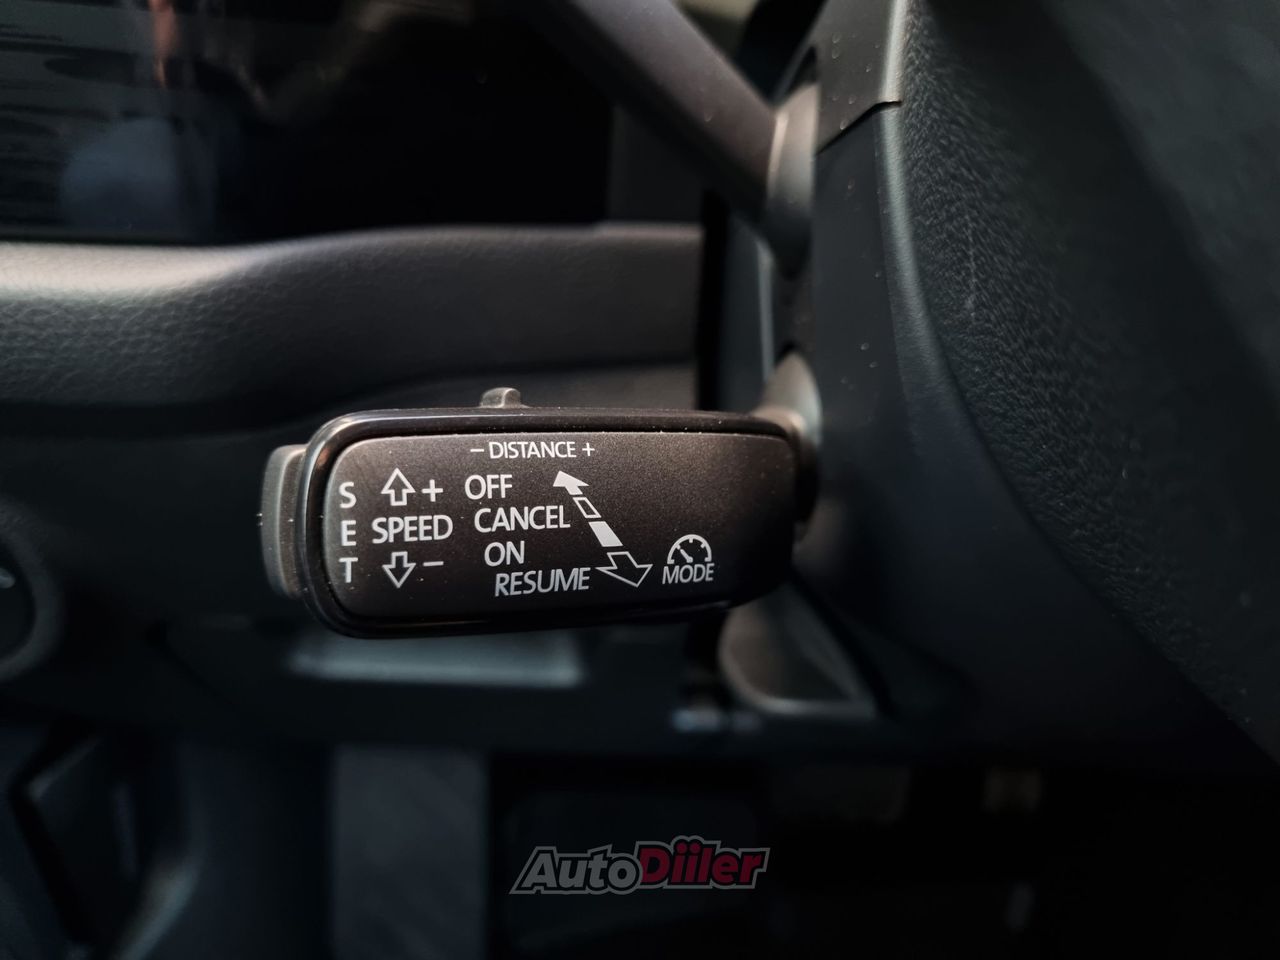 − DISTANCE +
S + OFF
E SPEED CANCEL
T − ON
RESUME MODE
AutoDiiler